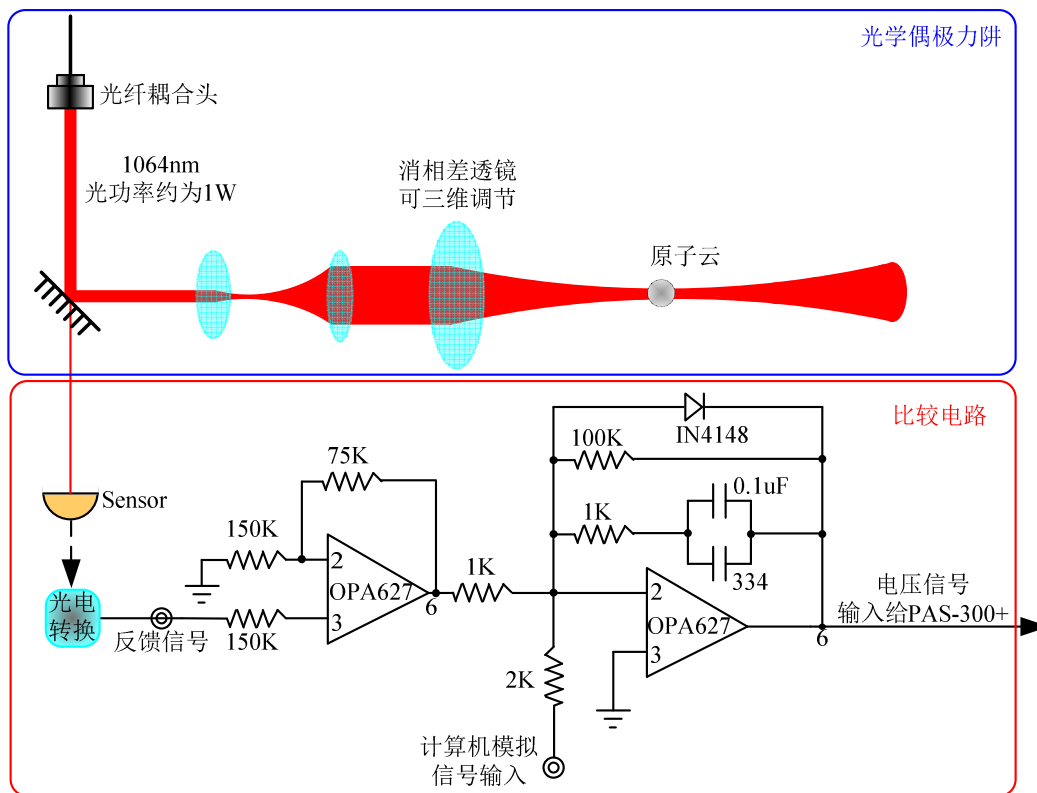 光学偶极力阱
光纤耦合头
1064nm
光功率约为1W
消相差透镜
可三维调节
原子云
比较电路
IN4148
100K
75K
0.1uF
Sensor
1K
150K
334
2
OPA627
6
1K
2
OPA627
3
6
光电
转换
反馈信号
150K
3
电压信号
输入给PAS-300+
2K
计算机模拟
信号输入